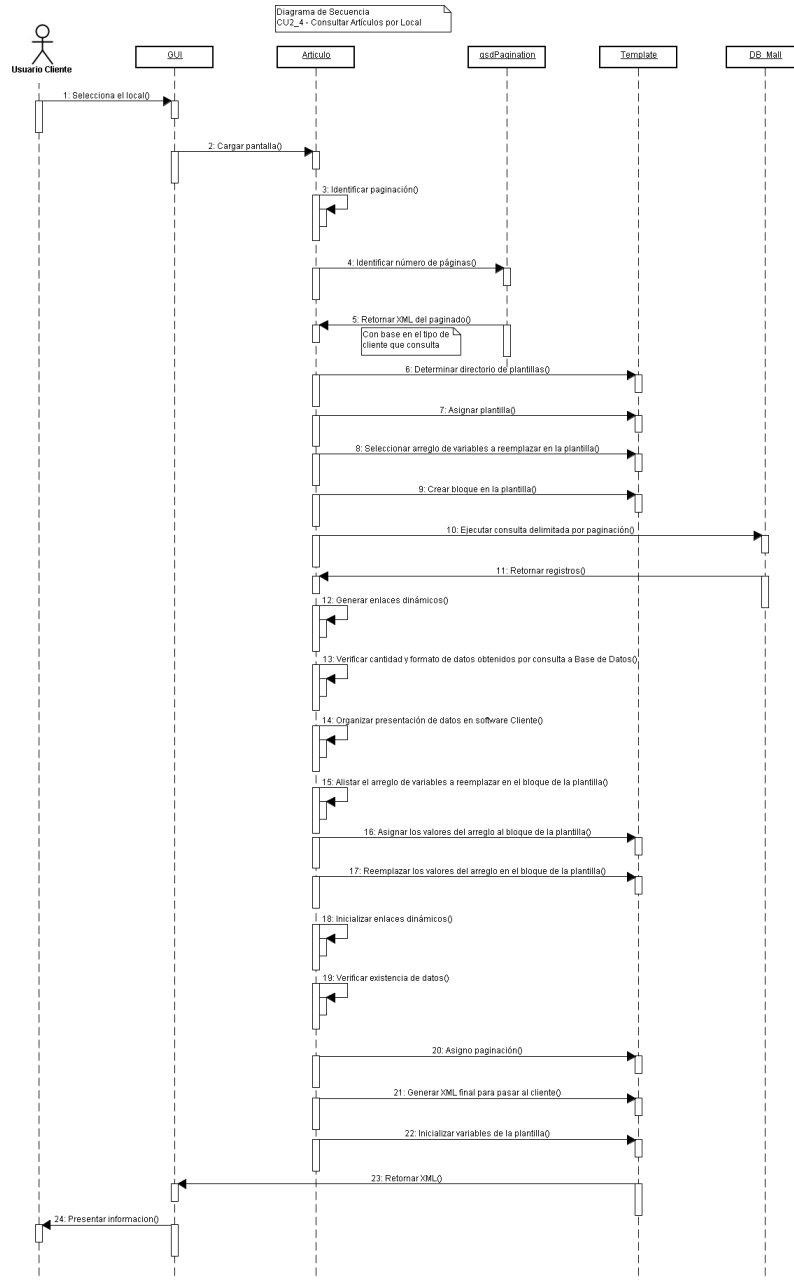 Diagrama de Secuencia
CU2_4 - Consultar Artículos por Local
Usuario Cliente
GUI
Articulo
qsdPagination
Template
DB_Mall
1: Selecciona el local()
2: Cargar pantalla()
3: Identificar paginación()
4: Identificar número de páginas()
5: Retornar XML del paginado()
Con base en el tipo de
cliente que consulta
6: Determinar directorio de plantillas()
7: Asignar plantilla()
8: Seleccionar arreglo de variables a reemplazar en la plantilla()
9: Crear bloque en la plantilla()
10: Ejecutar consulta delimitada por paginación()
11: Retornar registros()
12: Generar enlaces dinámicos()
13: Verificar cantidad y formato de datos obtenidos por consulta a Base de Datos()
14: Organizar presentación de datos en software Cliente()
15: Alistar el arreglo de variables a reemplazar en el bloque de la plantilla()
16: Asignar los valores del arreglo al bloque de la plantilla()
17: Reemplazar los valores del arreglo en el bloque de la plantilla()
18: Inicializar enlaces dinámicos()
19: Verificar existencia de datos()
20: Asigno paginación()
21: Generar XML final para pasar al cliente()
22: Inicializar variables de la plantilla()
23: Retornar XML()
24: Presentar informacion()